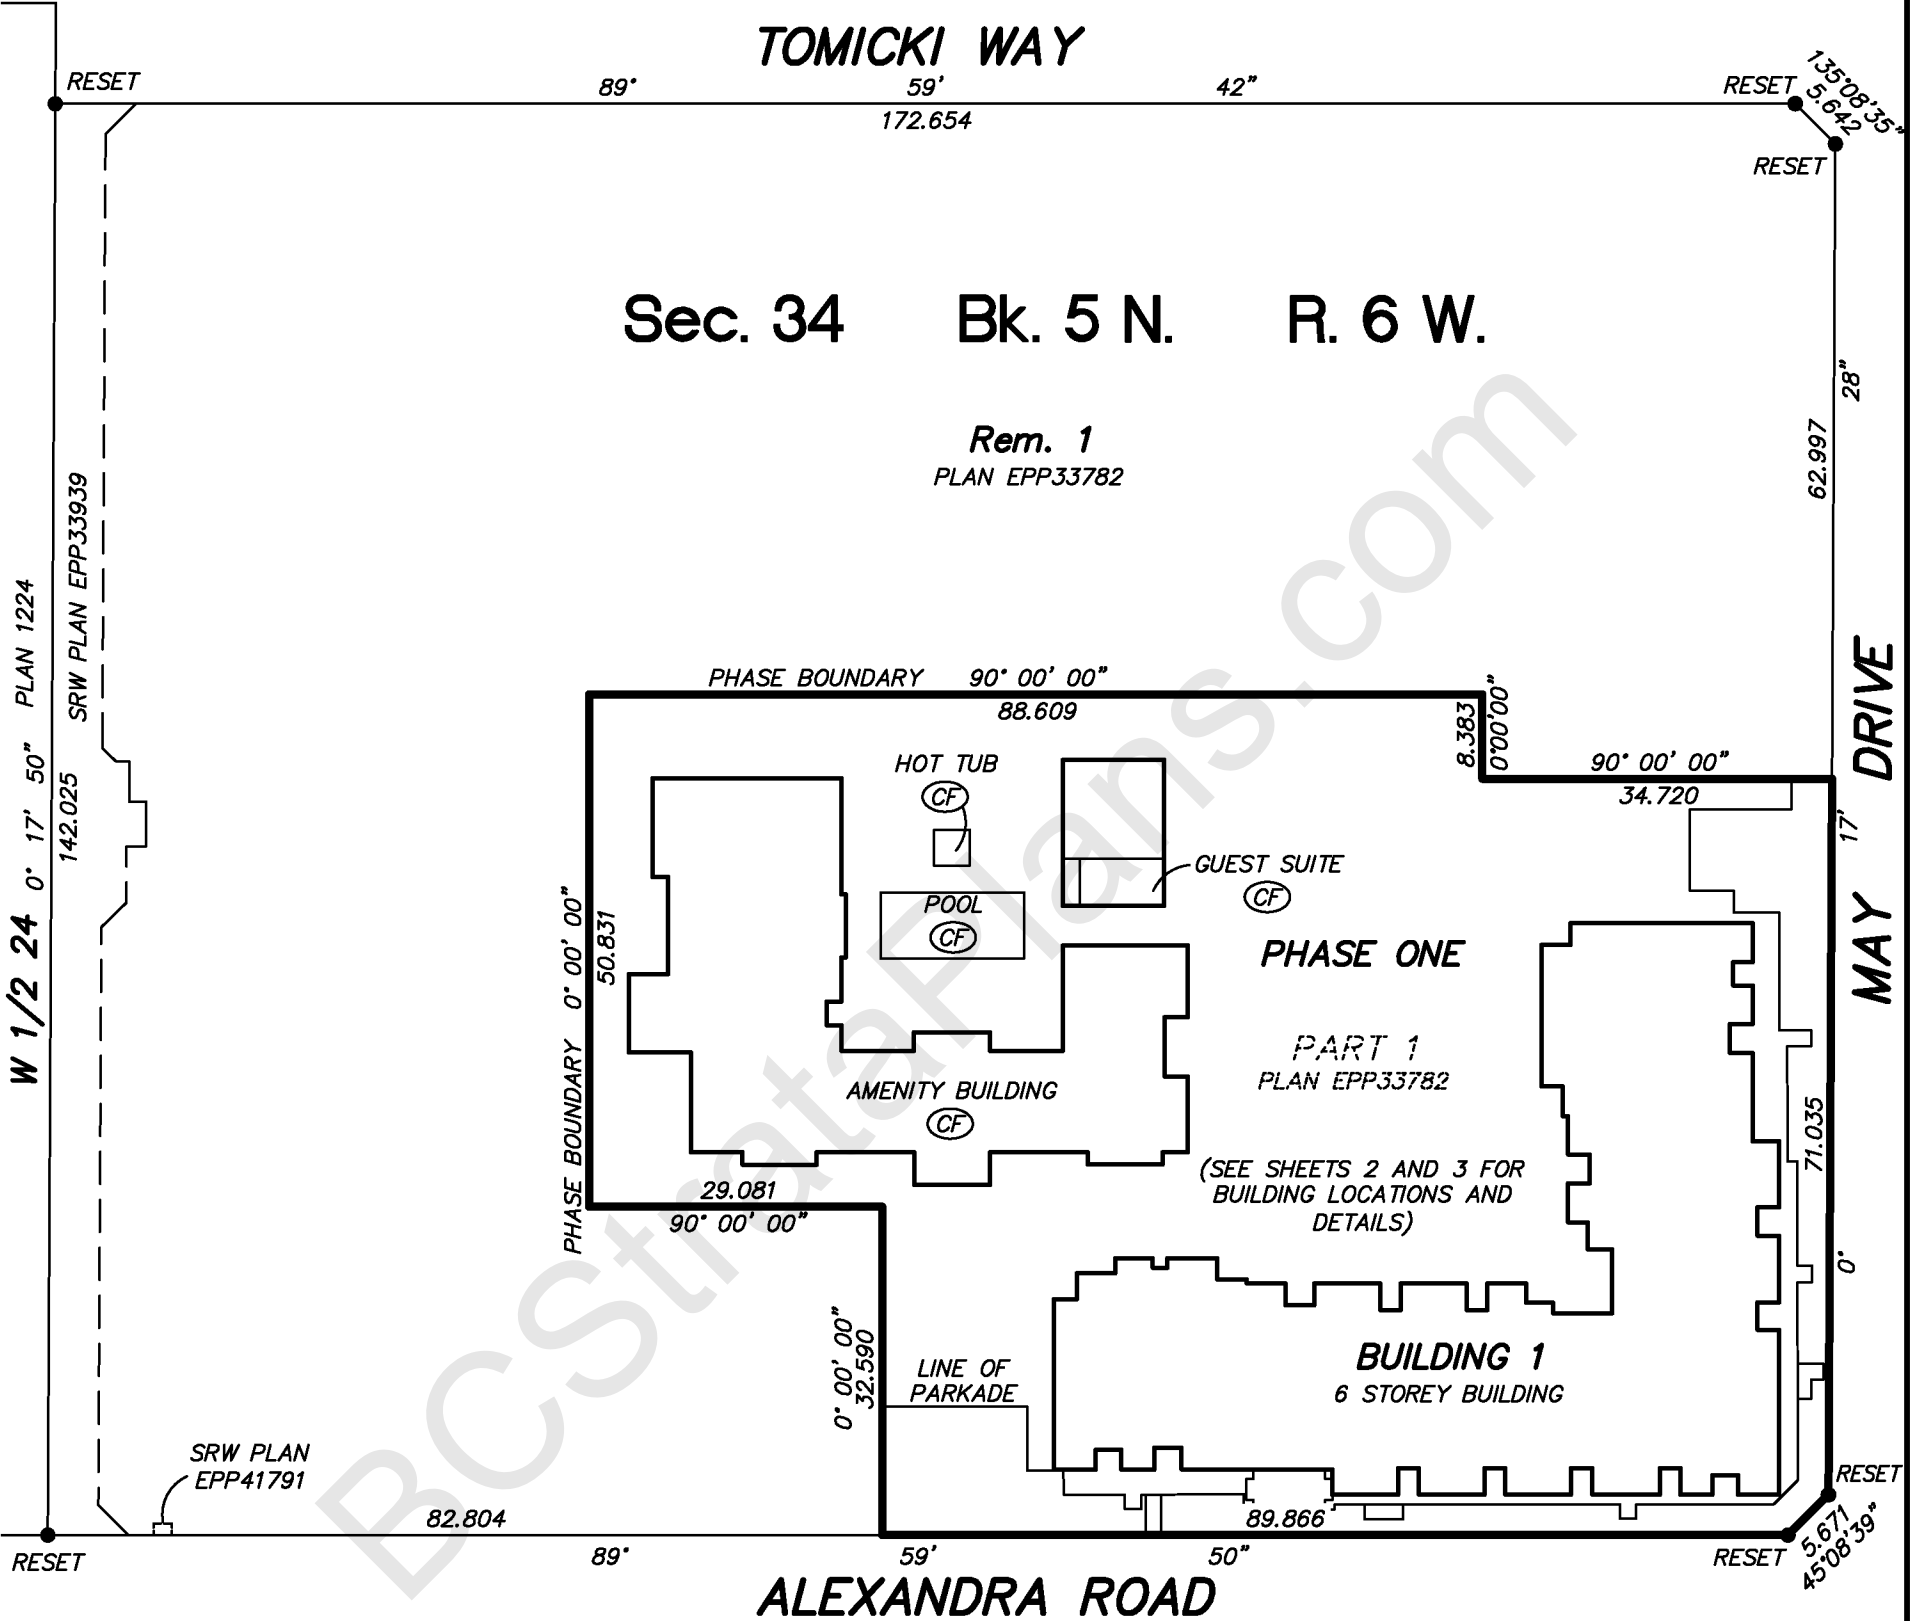 TOMICKI WAY
RESET
89° 59' 42"
172.654
RESET
135°08'35"
5.642
RESET
Sec. 34 Bk. 5 N. R. 6 W.
Rem. 1
PLAN EPP33782
28"
62.997
SRW PLAN EPP33939
W 1/2 24 0° 17' 50" PLAN 1224
142.025
PHASE BOUNDARY 90° 00' 00"
88.609
8.383
0°00'00"
90° 00' 00"
34.720
MAY DRIVE
17'
HOT TUB
CF
GUEST SUITE
CF
POOL
CF
PHASE BOUNDARY 0° 00' 00"
50.831
PHASE ONE
PART 1
PLAN EPP33782
AMENITY BUILDING
CF
71.035
(SEE SHEETS 2 AND 3 FOR
BUILDING LOCATIONS AND
DETAILS)
29.081
90° 00' 00"
0°
0° 00' 00"
32.590
LINE OF
PARKADE
BUILDING 1
6 STOREY BUILDING
SRW PLAN
EPP41791
RESET
82.804
89.866
5.671
45°08'39"
RESET
89° 59' 50"
RESET
ALEXANDRA ROAD
BCStrataPlans.com